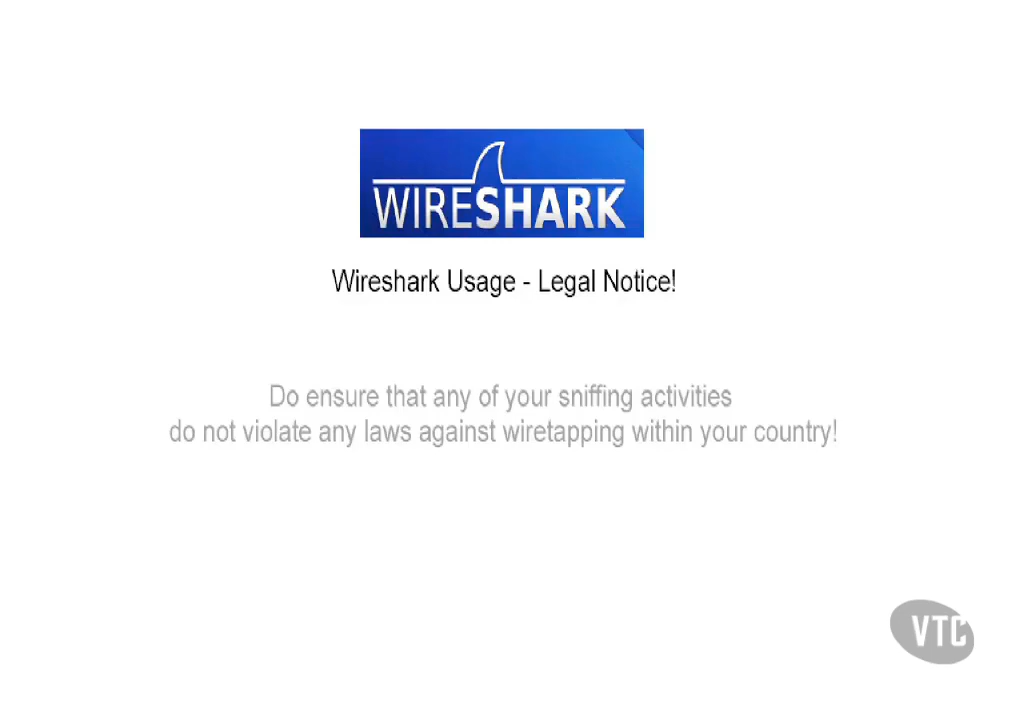 WIRESHARK
Wireshark Usage - Legal Notice!
Do ensure that any of your sniffing activities
do not violate any laws against wiretapping within your country!
VTC